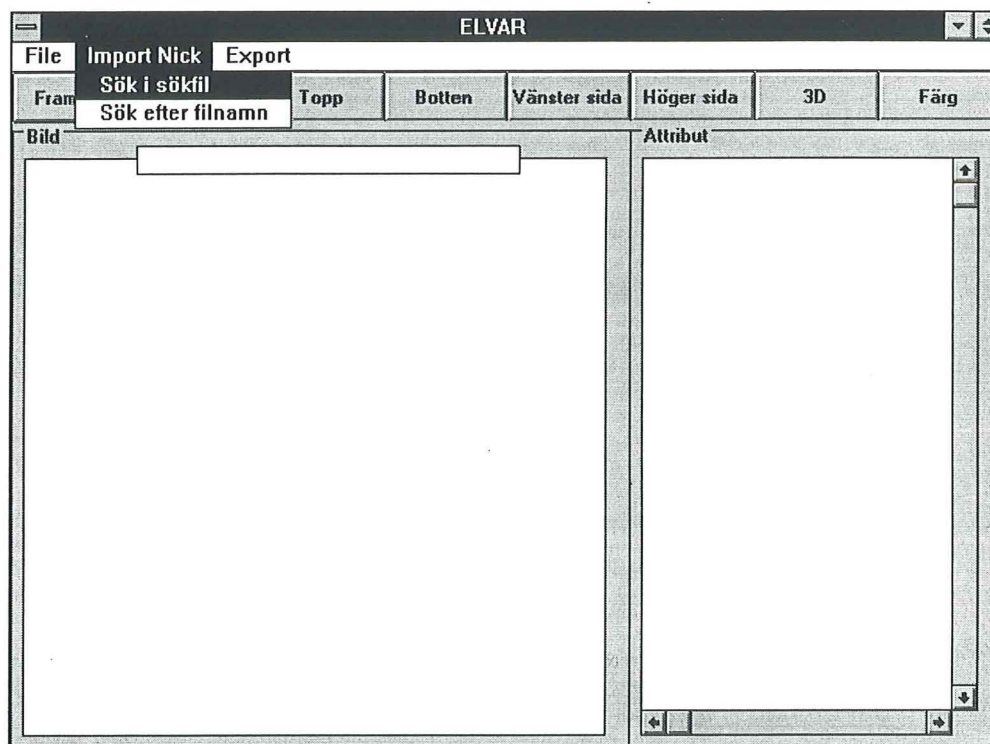 ELVAR
File Import Nick Export
Sök i sökfil
Sök efter filnamn
Topp Botten Vänster sida Höger sida 3D Färg
Bild
Attribut